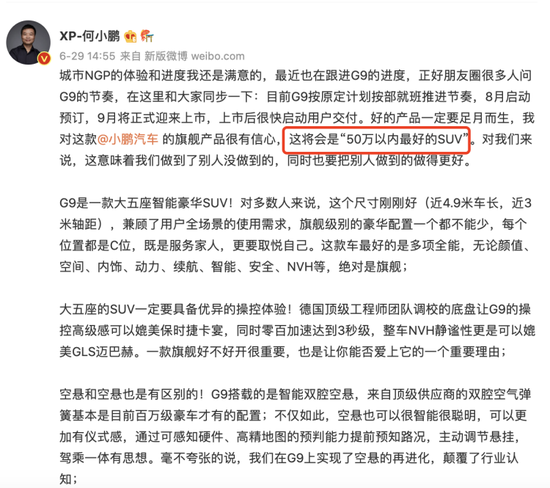 XP-何小鹏
6-29 14:55 来自 新版微博 weibo.com
城市NGP的体验和进度我还是满意的，最近也在跟进G9的进度，正好朋友圈很多人问
G9的节奏，在这里和大家同步一下：目前G9按原定计划按部就班推进节奏，8月启动
预订，9月将正式迎来上市，上市后很快启动用户交付。好的产品一定要足月而生，我
对这款@小鹏汽车 的旗舰产品很有信心，这将会是“50万以内最好的SUV”。对我们来
说，这意味着我们做到了别人没做到的，同时也要把别人做到的做得更好。
G9是一款大五座智能豪华SUV！对多数人来说，这个尺寸刚刚好（近4.9米车长，近3
米轴距），兼顾了用户全场景的使用需求，旗舰级别的豪华配置一个都不能少，每个
位置都是C位，既是服务家人，更要取悦自己。这款车最好的是多项全能，无论颜值、
空间、内饰、动力、续航、智能、安全、NVH等，绝对是旗舰；
大五座的SUV一定要具备优异的操控体验！德国顶级工程师团队调校的底盘让G9的操
控高级感可以媲美保时捷卡宴，同时零百加速达到3秒级，整车NVH静谧性更是可以媲
美GLS迈巴赫。一款旗舰好不好开很重要，也是让你能否爱上它的一个重要理由；
空悬和空悬也是有区别的！G9搭载的是智能双腔空悬，来自顶级供应商的双腔空气弹
簧基本是目前百万级豪车才有的配置；不仅如此，空悬也可以很智能很聪明，可以更
加有仪式感，通过可感知硬件、高精地图的预判能力提前预知路况，主动调节悬挂，
驾乘一体有思想。毫不夸张的说，我们在G9上实现了空悬的再进化，颠覆了行业认
知；